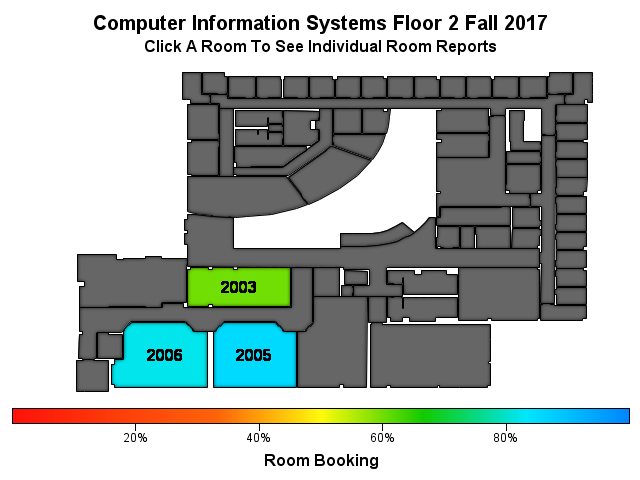 Computer Information Systems Floor 2 Fall 2017
Click A Room To See Individual Room Reports
2003
2006 2005
20% 40% 60% 80%
Room Booking